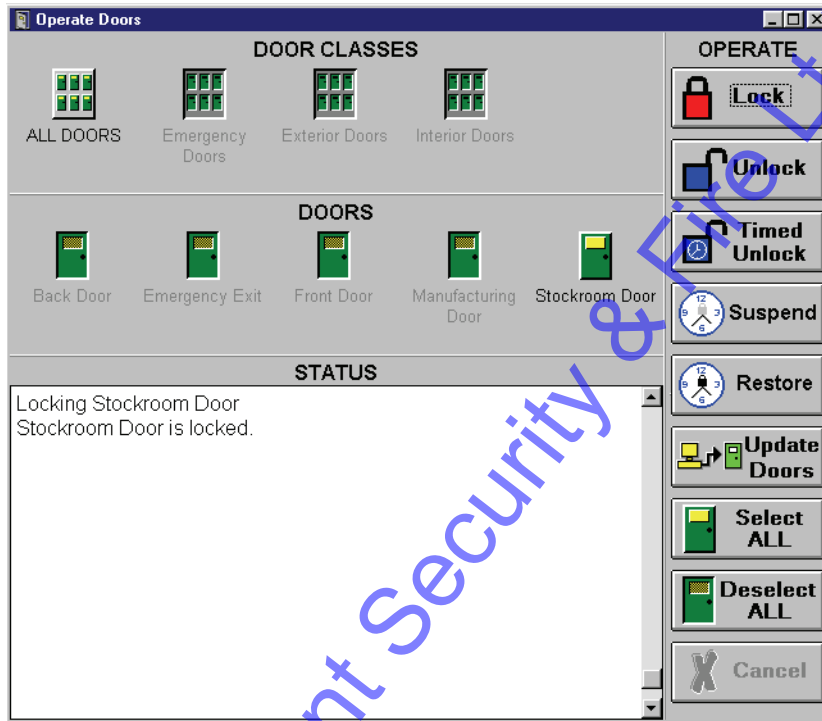 Operate Doors
DOOR CLASSES
ALL DOORS
Emergency
Doors
Exterior Doors
Interior Doors
DOORS
Back Door
Emergency Exit
Front Door
Manufacturing
Door
Stockroom Door
STATUS
Locking Stockroom Door
Stockroom Door is locked.
OPERATE
Lock
Unlock
Timed
Unlock
Suspend
Restore
Update
Doors
Select
ALL
Deselect
ALL
Cancel
Security & Fire